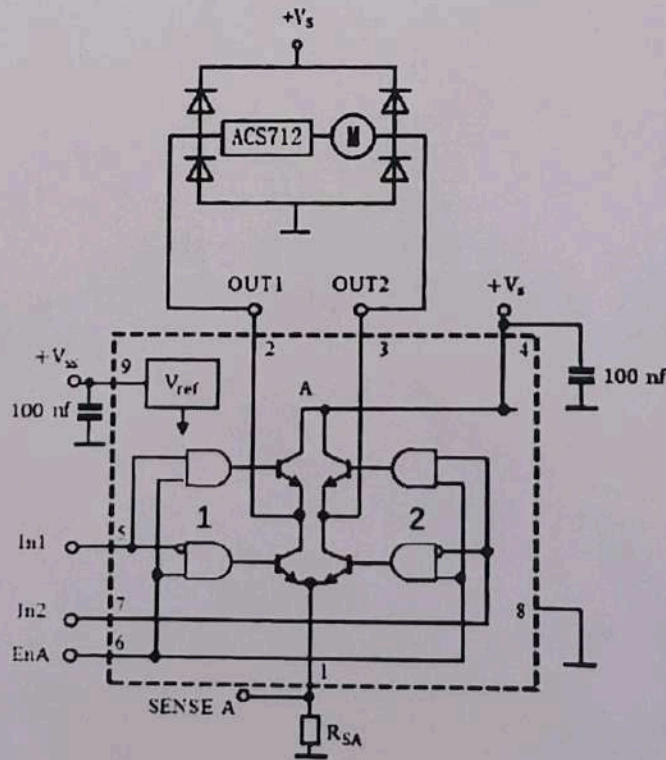 +Vs
ACS712
M
OUT1
OUT2
+Vs
2
3
4
+Vss
9
Vref
A
100 nf
100 nf
1
2
5
In1
In2
7
8
EnA
6
1
SENSE A
RSA